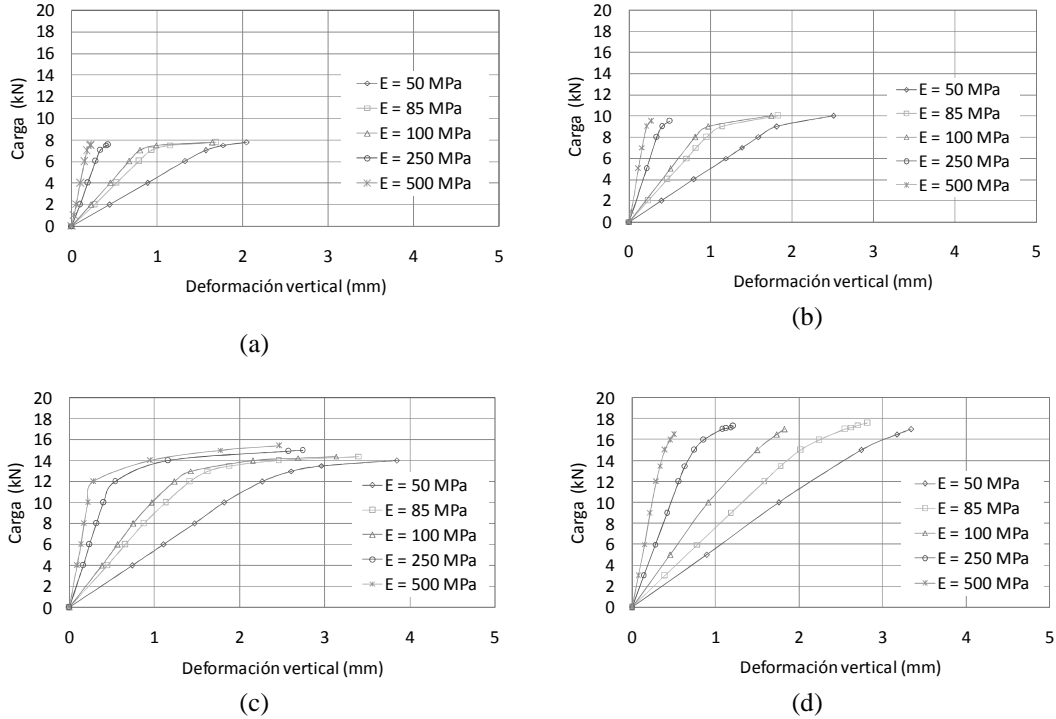 20
18
16
14
12
10
8
6
4
2
0
Carga (kN)
E = 50 MPa
E = 85 MPa
E = 100 MPa
E = 250 MPa
E = 500 MPa
0 1 2 3 4 5
Deformación vertical (mm)
(a)
20
18
16
14
12
10
8
6
4
2
0
Carga (kN)
E = 50 MPa
E = 85 MPa
E = 100 MPa
E = 250 MPa
E = 500 MPa
0 1 2 3 4 5
Deformación vertical (mm)
(b)
20
18
16
14
12
10
8
6
4
2
0
Carga (kN)
E = 50 MPa
E = 85 MPa
E = 100 MPa
E = 250 MPa
E = 500 MPa
0 1 2 3 4 5
Deformación vertical (mm)
(c)
20
18
16
14
12
10
8
6
4
2
0
Carga (kN)
E = 50 MPa
E = 85 MPa
E = 100 MPa
E = 250 MPa
E = 500 MPa
0 1 2 3 4 5
Deformación vertical (mm)
(d)